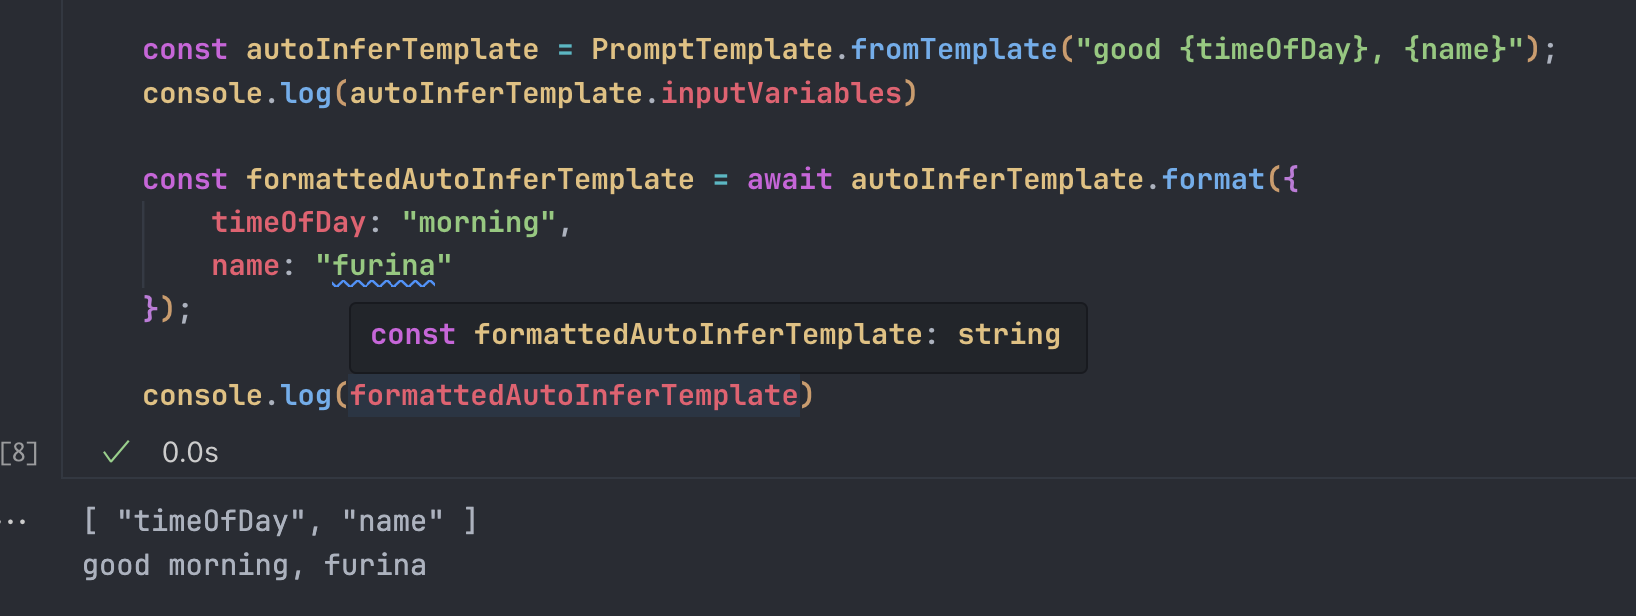 const autoInferTemplate = PromptTemplate.fromTemplate("good {timeOfDay}, {name}");
console.log(autoInferTemplate.inputVariables)
const formattedAutoInferTemplate = await autoInferTemplate.format({
timeOfDay: "morning",
name: "furina"
});
const formattedAutoInferTemplate: string
console.log(formattedAutoInferTemplate)
[8]
0.0s
[ "timeOfDay", "name" ]
good morning, furina